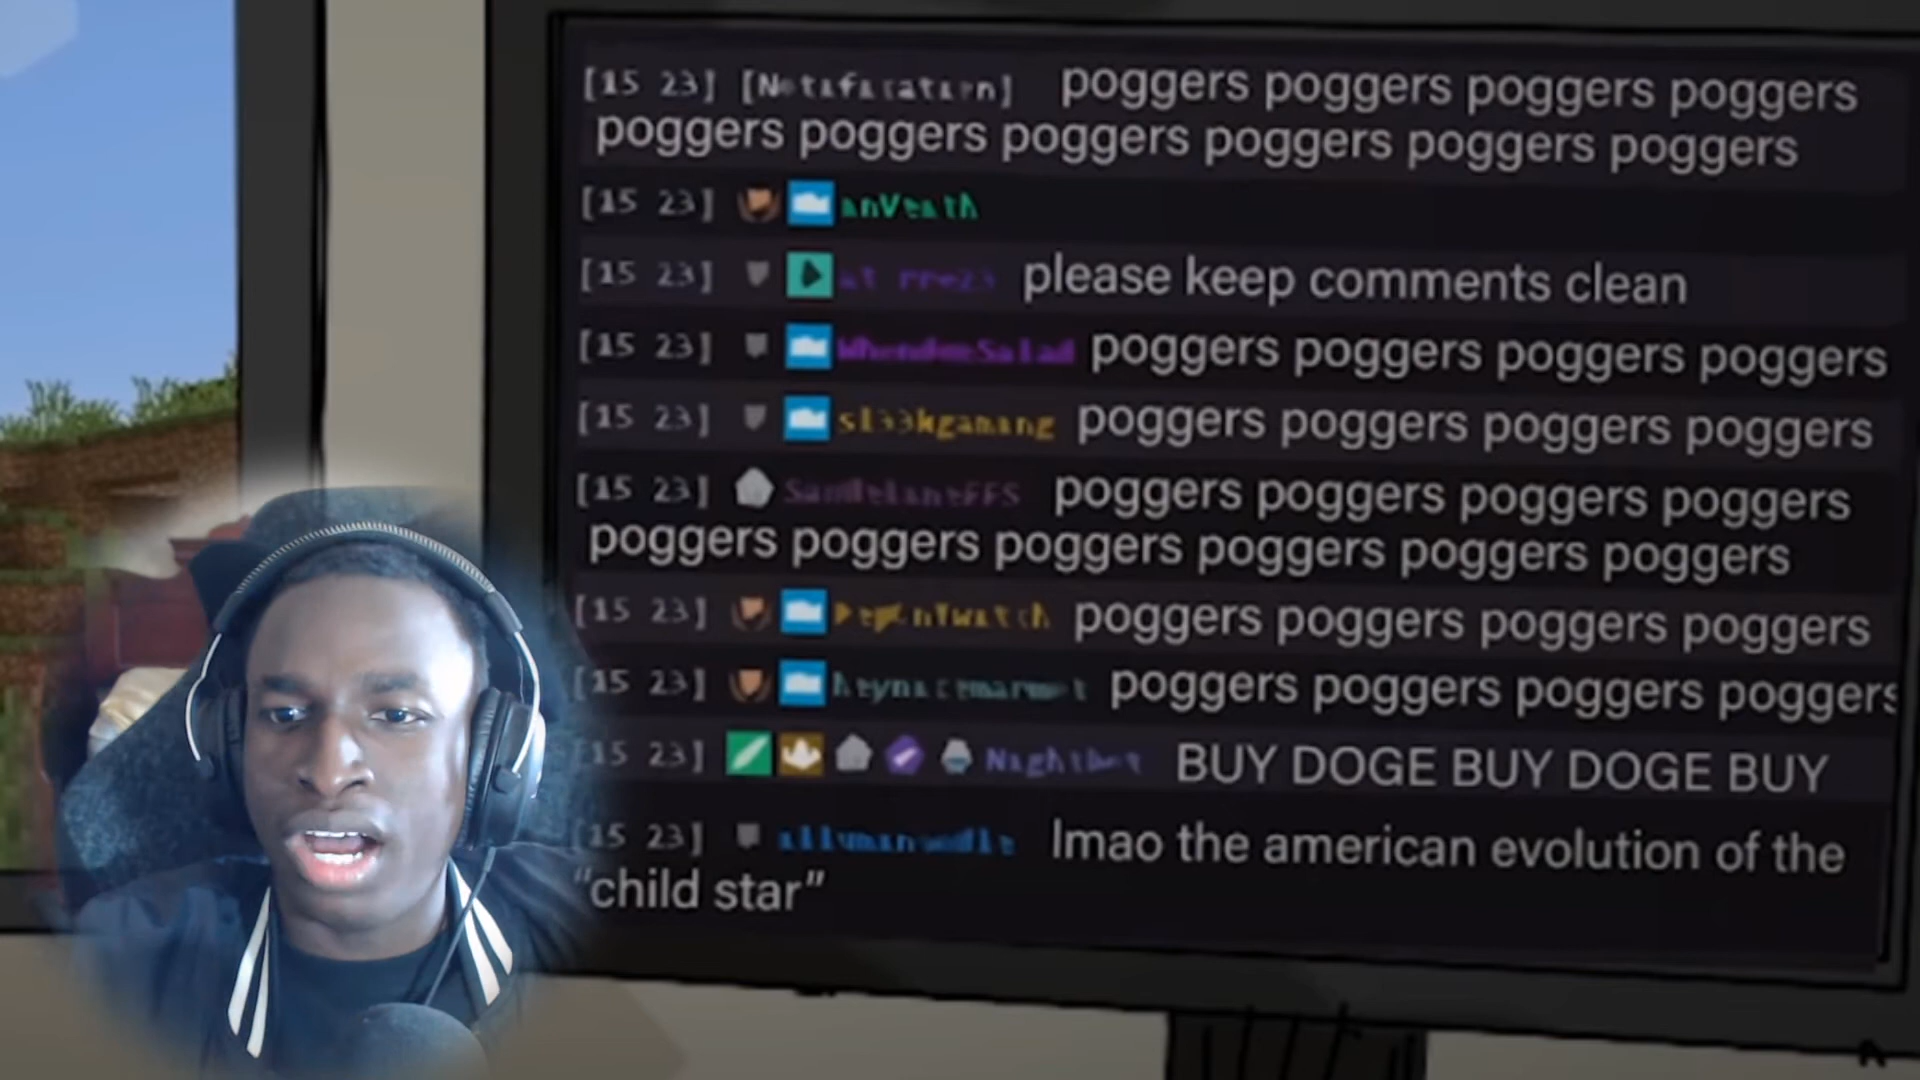 [15 23] poggers poggers poggers poggers
poggers poggers poggers poggers poggers poggers
[15 23]
[15 23] please keep comments clean
[15 23] poggers poggers poggers poggers
[15 23] poggers poggers poggers poggers
[15 23] poggers poggers poggers poggers
poggers poggers poggers poggers poggers poggers
[15 23] poggers poggers poggers poggers
[15 23] poggers poggers poggers poggers
15 23] BUY DOGE BUY DOGE BUY
15 23] lmao the american evolution of the
“child star”